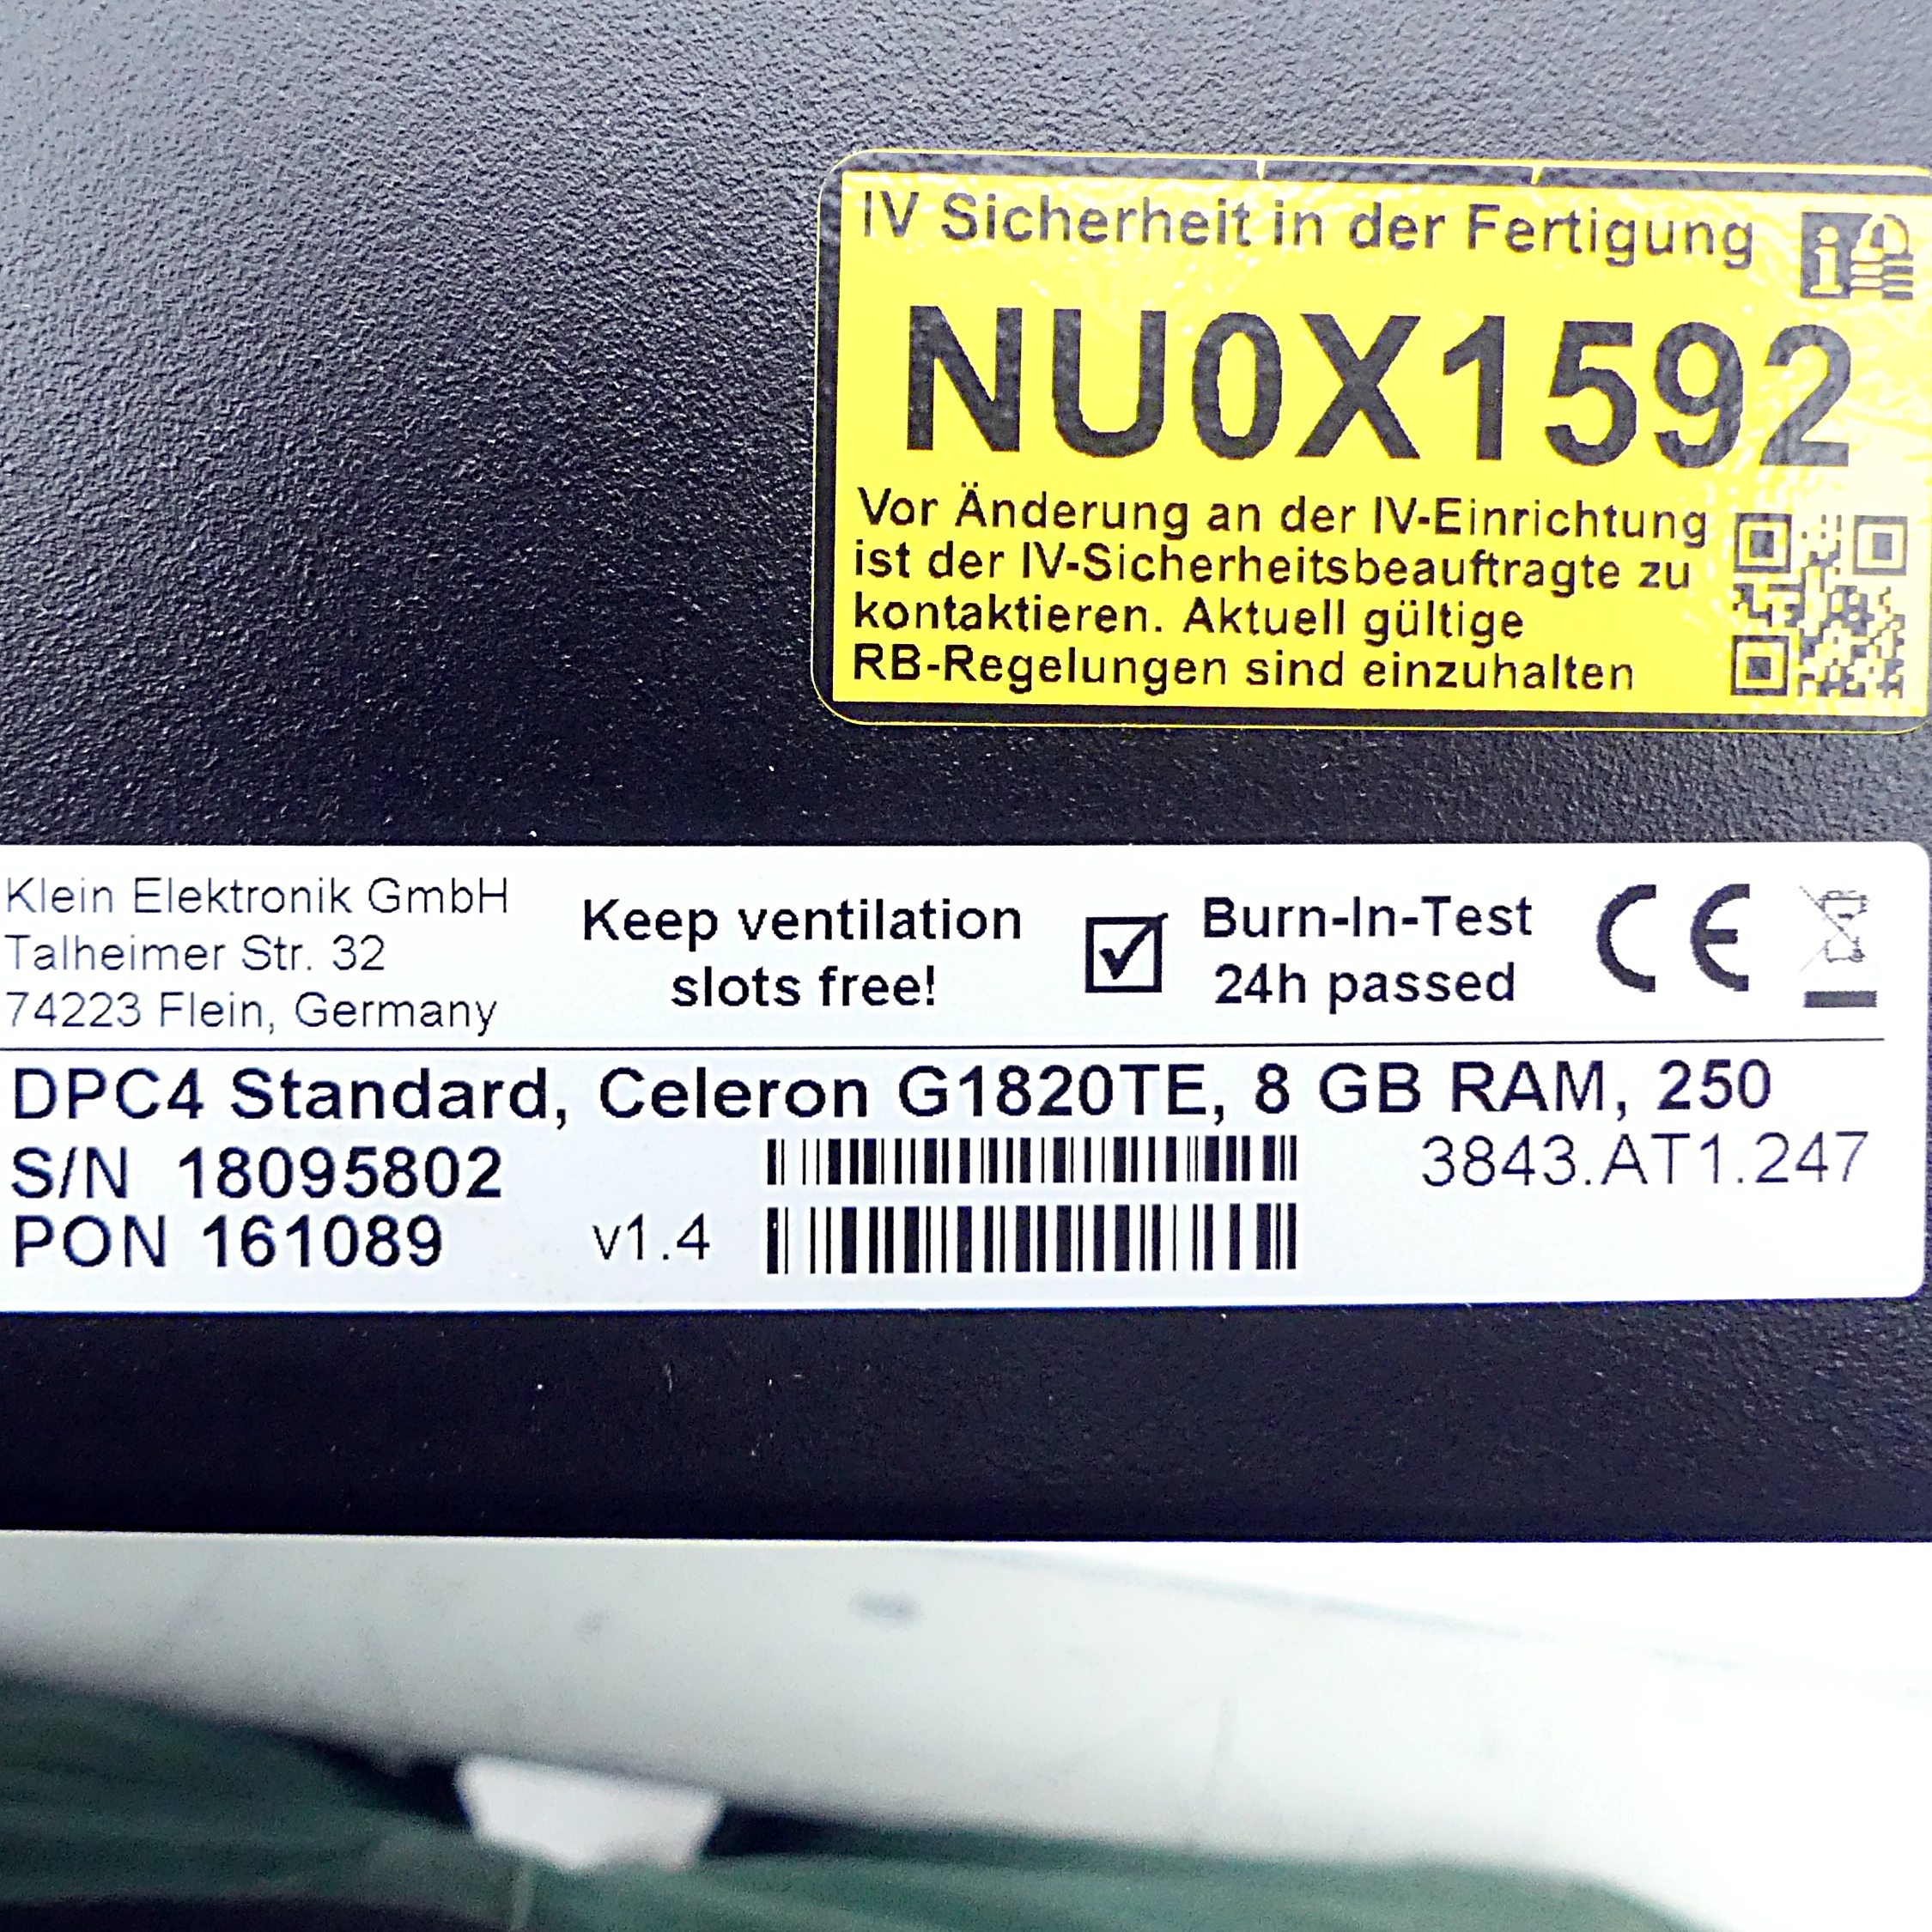 IV Sicherheit in der Fertigung
NU0X1592
Vor Änderung an der IV-Einrichtung
ist der IV-Sicherheitsbeauftragte zu
kontaktieren. Aktuell gültige
RB-Regelungen sind einzuhalten
Klein Elektronik GmbH
Talheimer Str. 32
74223 Flein, Germany
Keep ventilation
slots free!
Burn-In-Test
24h passed
CE
DPC4 Standard, Celeron G1820TE, 8 GB RAM, 250
S/N 18095802
3843.AT1.247
PON 161089
v1.4